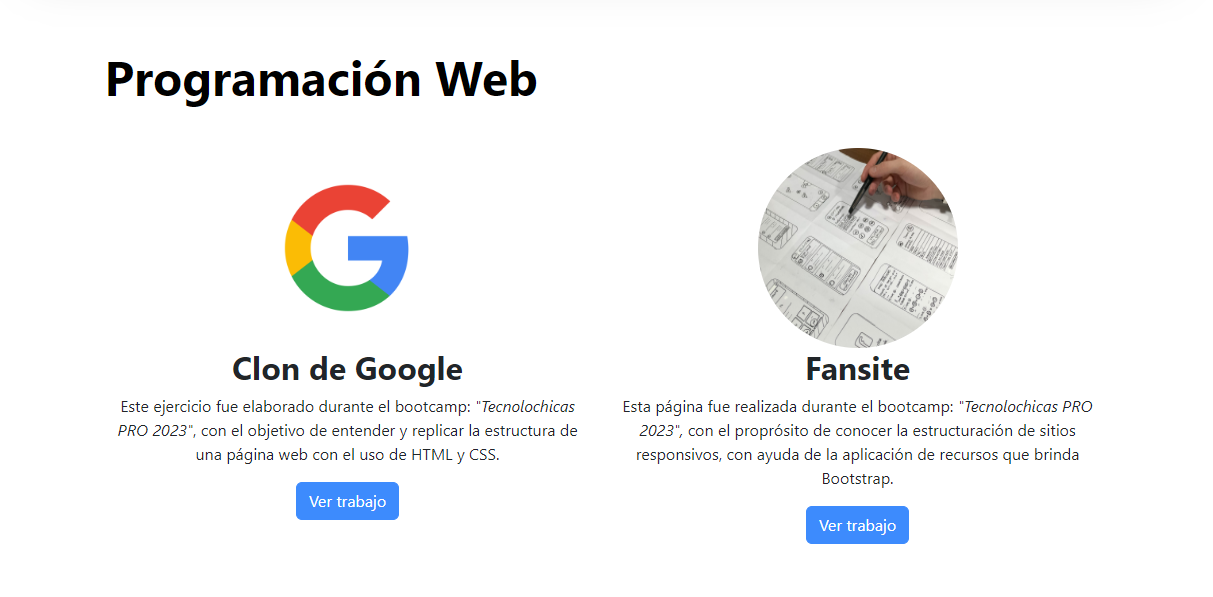 Programación Web
Clon de Google
Este ejercicio fue elaborado durante el bootcamp: "Tecnolochicas
PRO 2023", con el objetivo de entender y replicar la estructura de
una página web con el uso de HTML y CSS.
Ver trabajo
Fansite
Esta página fue realizada durante el bootcamp: "Tecnolochicas PRO
2023", con el proprósito de conocer la estructuración de sitios
responsivos, con ayuda de la aplicación de recursos que brinda
Bootstrap.
Ver trabajo